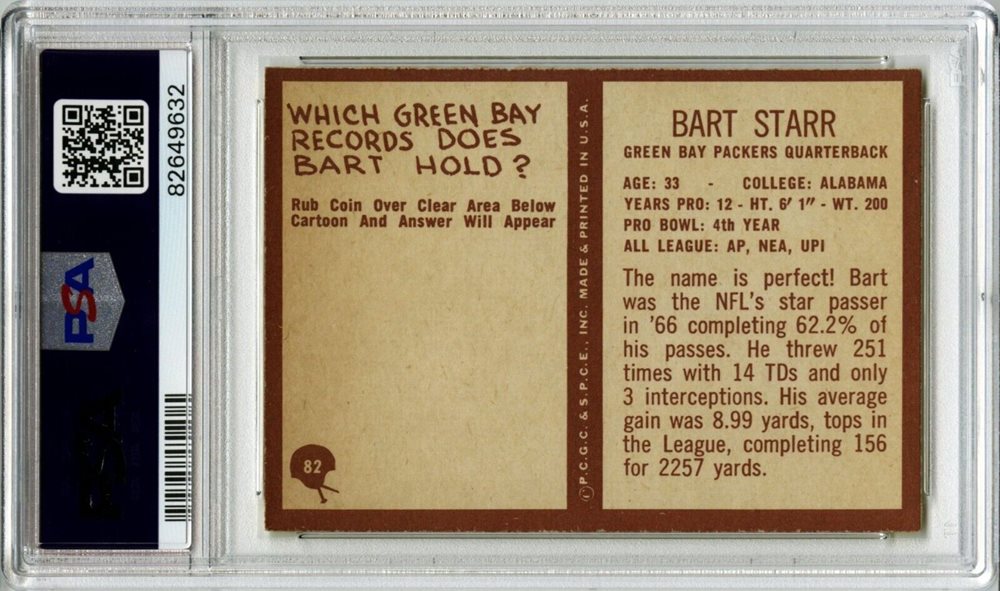 82649632
PSA
WHICH GREEN BAY
RECORDS DOES
BART HOLD?
Rub Coin Over Clear Area Below
Cartoon And Answer Will Appear
82
©P.C.G.C. & S.P.C.E., INC. MADE & PRINTED IN U.S.A.
BART STARR
GREEN BAY PACKERS QUARTERBACK
AGE: 33 - COLLEGE: ALABAMA
YEARS PRO: 12 - HT. 6' 1" - WT. 200
PRO BOWL: 4th YEAR
ALL LEAGUE: AP, NEA, UPI
The name is perfect! Bart
was the NFL's star passer
in '66 completing 62.2% of
his passes. He threw 251
times with 14 TDs and only
3 interceptions. His average
gain was 8.99 yards, tops in
the League, completing 156
for 2257 yards.